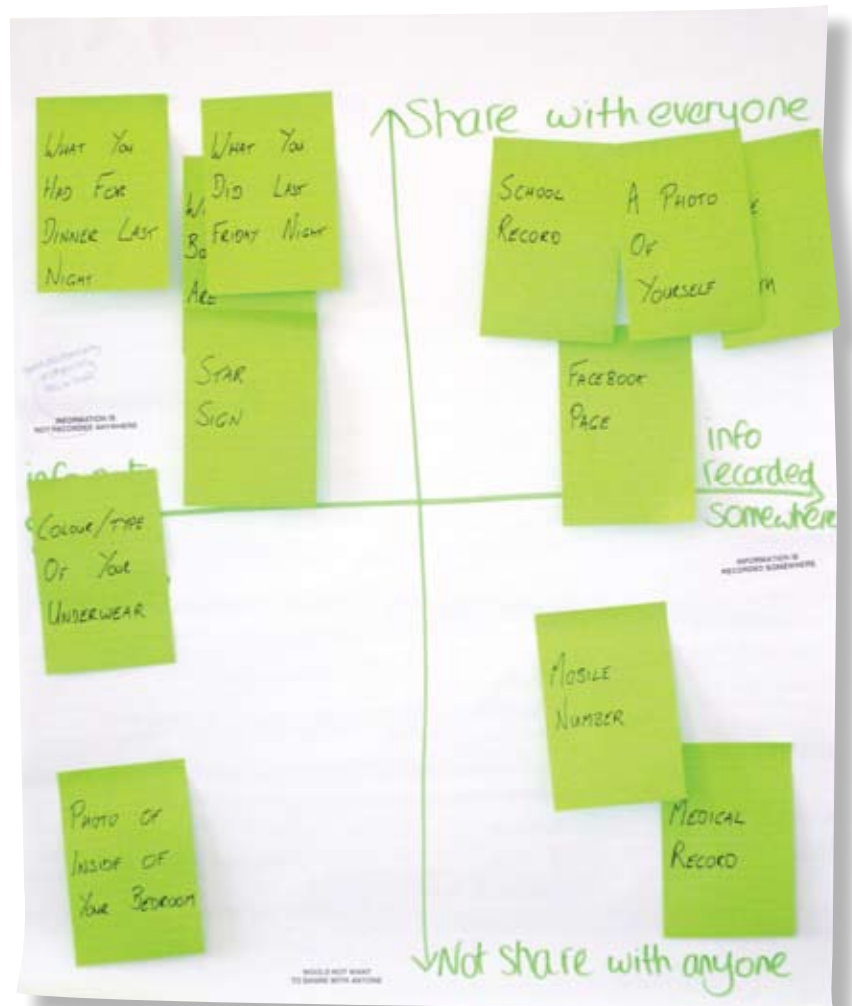 Share with everyone
WHAT YOU
HAD FOR
DINNER LAST
NIGHT
WHAT YOU
DID LAST
FRIDAY NIGHT
ARE
STAR
SIGN
SCHOOL
RECORD
A PHOTO
OF
YOURSELF
FACEBOOK
PAGE
INFORMATION IS
NOT RECORDED ANYWHERE
info
recorded
somewhere
INFORMATION IS
RECORDED SOMEWHERE
COLOUR/TYPE
OF YOUR
UNDERWEAR
MOBILE
NUMBER
MEDICAL
RECORD
PHOTO OF
INSIDE OF
YOUR BEDROOM
WOULD NOT WANT
TO SHARE WITH ANYONE
Not share with anyone